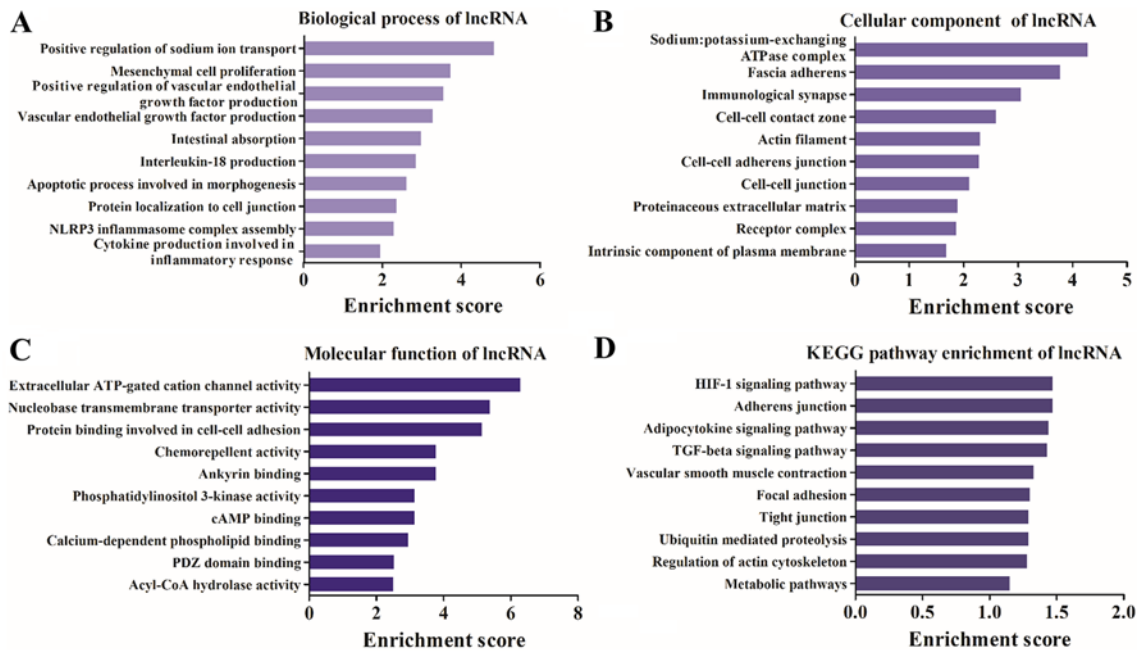 A
Biological process of lncRNA
Positive regulation of sodium ion transport
Mesenchymal cell proliferation
Positive regulation of vascular endothelial
growth factor production
Vascular endothelial growth factor production
Intestinal absorption
Interleukin-18 production
Apoptotic process involved in morphogenesis
Protein localization to cell junction
NLRP3 inflammasome complex assembly
Cytokine production involved in
inflammatory response
0 2 4 6
Enrichment score
B
Cellular component of lncRNA
Sodium:potassium-exchanging
ATPase complex
Fascia adherens
Immunological synapse
Cell-cell contact zone
Actin filament
Cell-cell adherens junction
Cell-cell junction
Proteinaceous extracellular matrix
Receptor complex
Intrinsic component of plasma membrane
0 1 2 3 4 5
Enrichment score
C
Molecular function of lncRNA
Extracellular ATP-gated cation channel activity
Nucleobase transmembrane transporter activity
Protein binding involved in cell-cell adhesion
Chemorepellent activity
Ankyrin binding
Phosphatidylinositol 3-kinase activity
cAMP binding
Calcium-dependent phospholipid binding
PDZ domain binding
Acyl-CoA hydrolase activity
0 2 4 6 8
Enrichment score
D
KEGG pathway enrichment of lncRNA
HIF-1 signaling pathway
Adherens junction
Adipocytokine signaling pathway
TGF-beta signaling pathway
Vascular smooth muscle contraction
Focal adhesion
Tight junction
Ubiquitin mediated proteolysis
Regulation of actin cytoskeleton
Metabolic pathways
0.0 0.5 1.0 1.5 2.0
Enrichment score